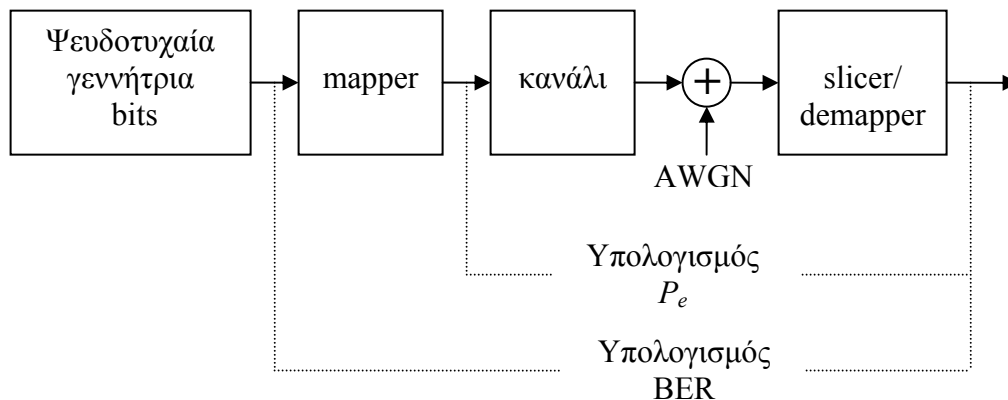 Ψευδοτυχαία
γεννήτρια
bits
mapper
κανάλι
+
slicer/
demapper
AWGN
Υπολογισμός
Pₑ
Υπολογισμός
BER